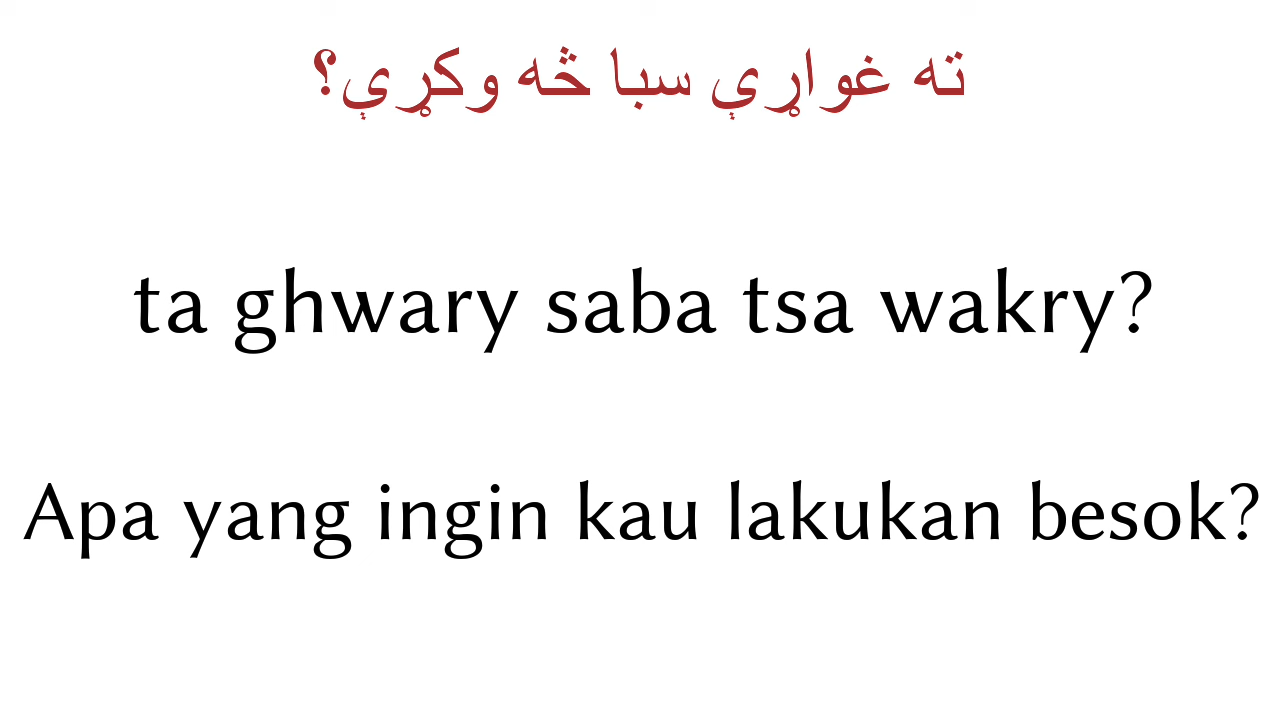 ته غواړې سبا څه وکړې؟
ta ghwary saba tsa wakry?
Apa yang ingin kau lakukan besok?